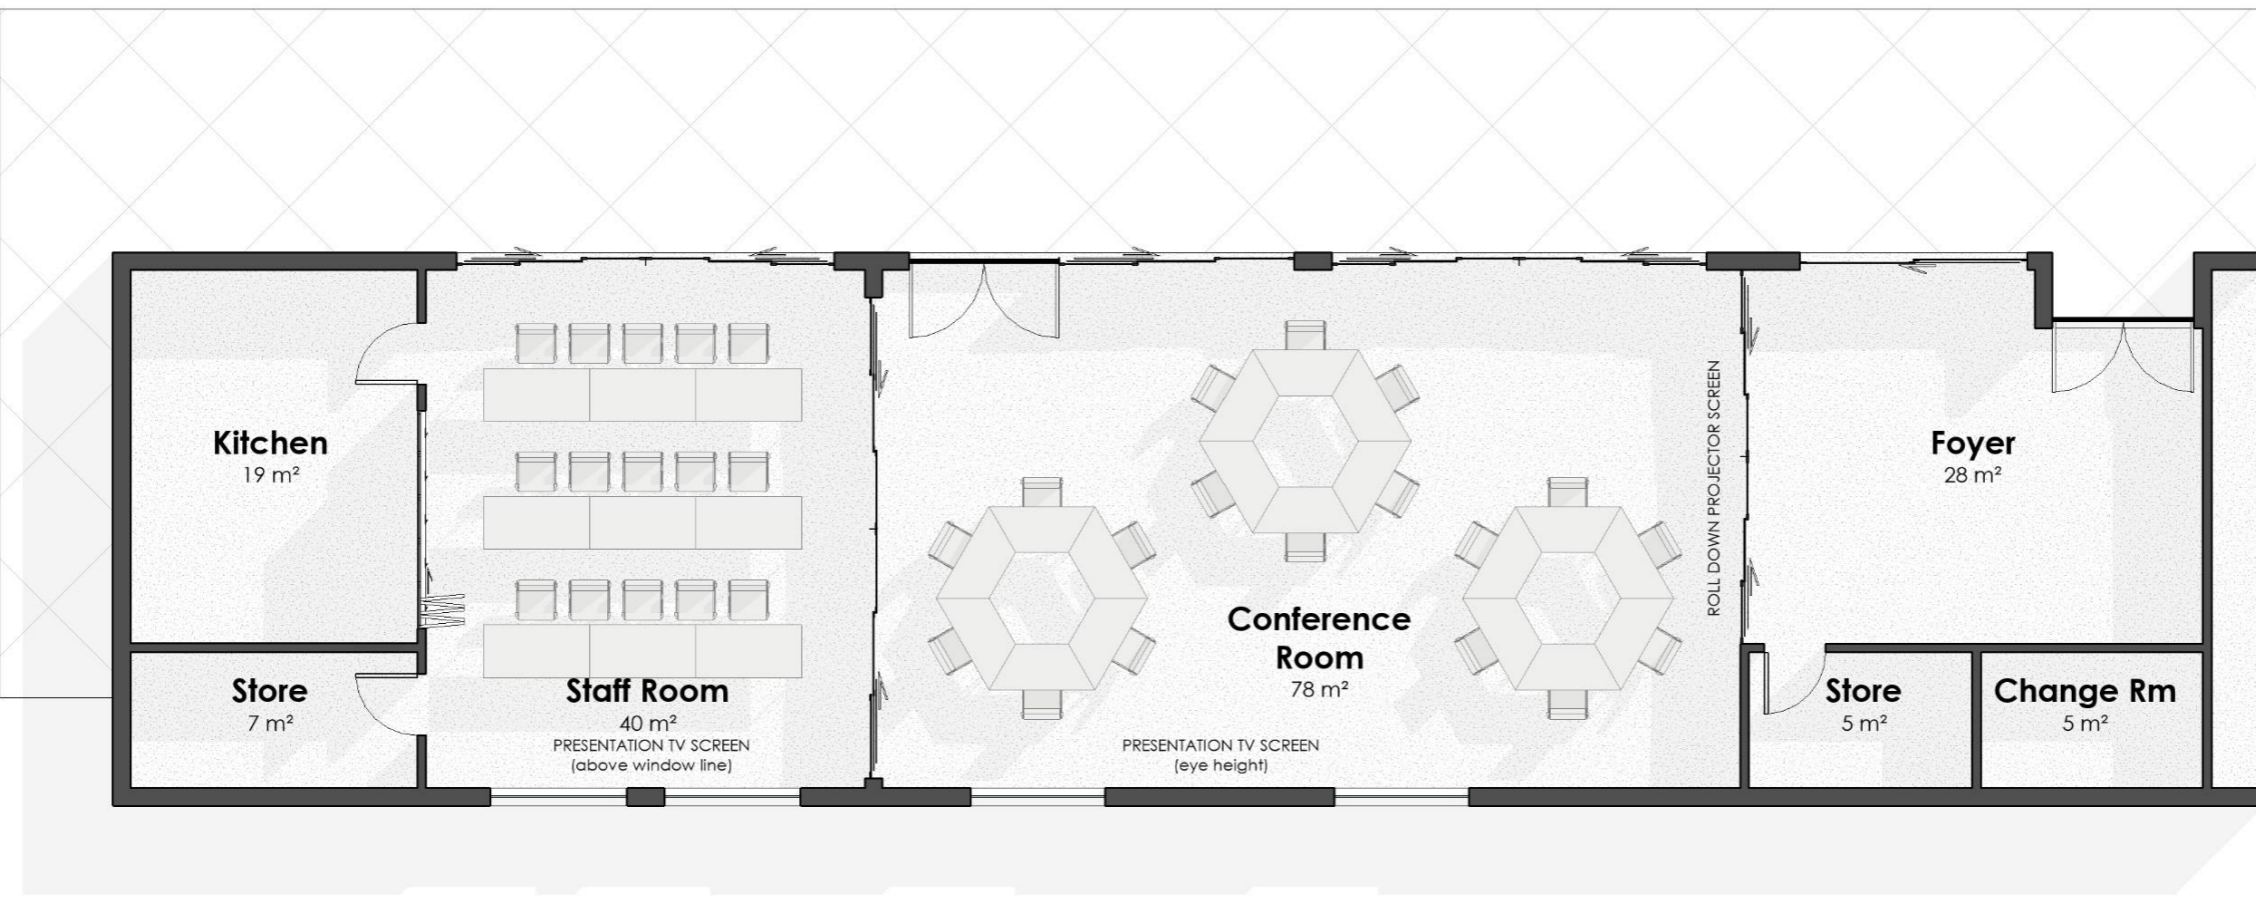 Kitchen
19 m²
Store
7 m²
Staff Room
40 m²
PRESENTATION TV SCREEN
(above window line)
Conference
Room
78 m²
PRESENTATION TV SCREEN
(eye height)
ROLL DOWN PROJECTOR SCREEN
Foyer
28 m²
Store
5 m²
Change Rm
5 m²